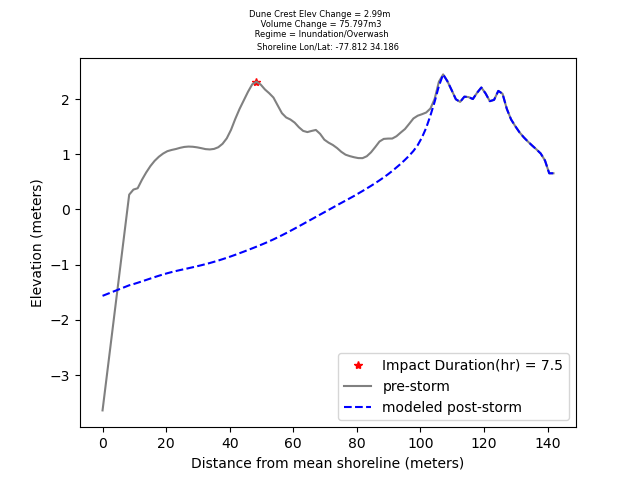 Dune Crest Elev Change = 2.99m
Volume Change = 75.797m3
Regime = Inundation/Overwash
Shoreline Lon/Lat: -77.812 34.186
Elevation (meters)
2
1
0
−1
−2
−3
Impact Duration(hr) = 7.5
pre-storm
modeled post-storm
0 20 40 60 80 100 120 140
Distance from mean shoreline (meters)